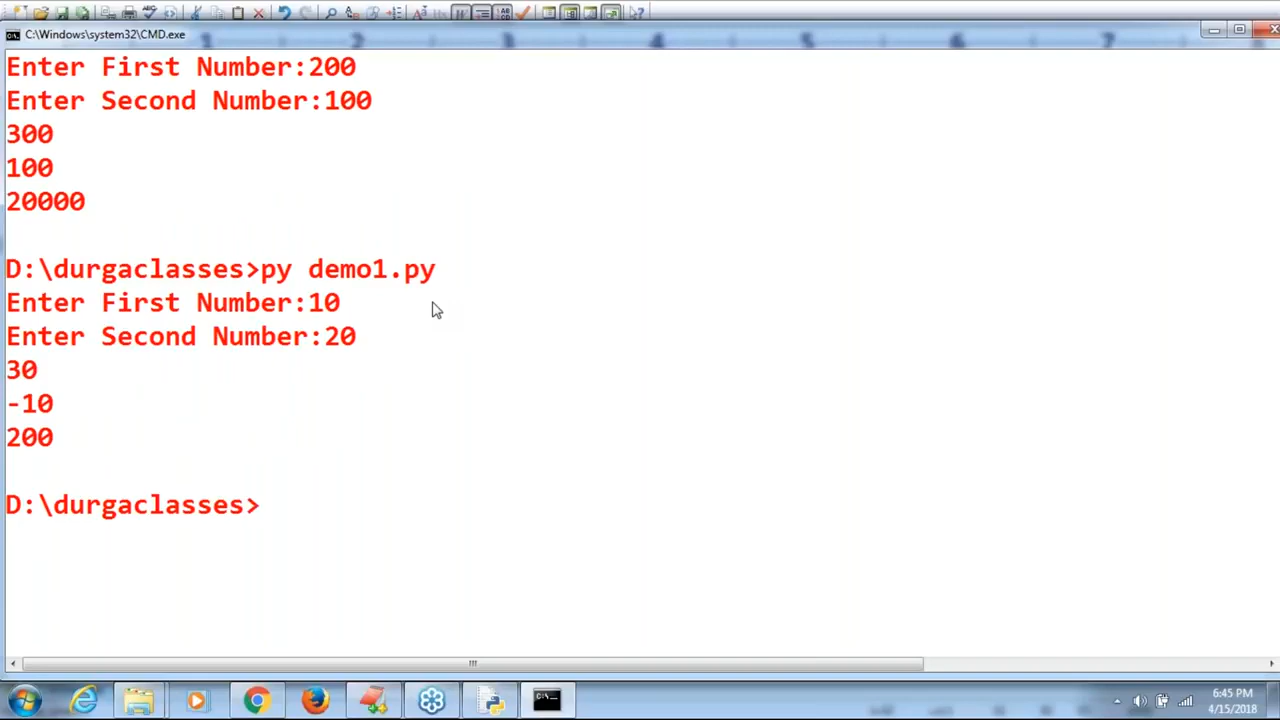 C:\Windows\system32\CMD.exe
Enter First Number:200
Enter Second Number:100
300
100
20000
D:\durgaclasses>py demo1.py
Enter First Number:10
Enter Second Number:20
30
-10
200
D:\durgaclasses>
6:45 PM
4/15/2018